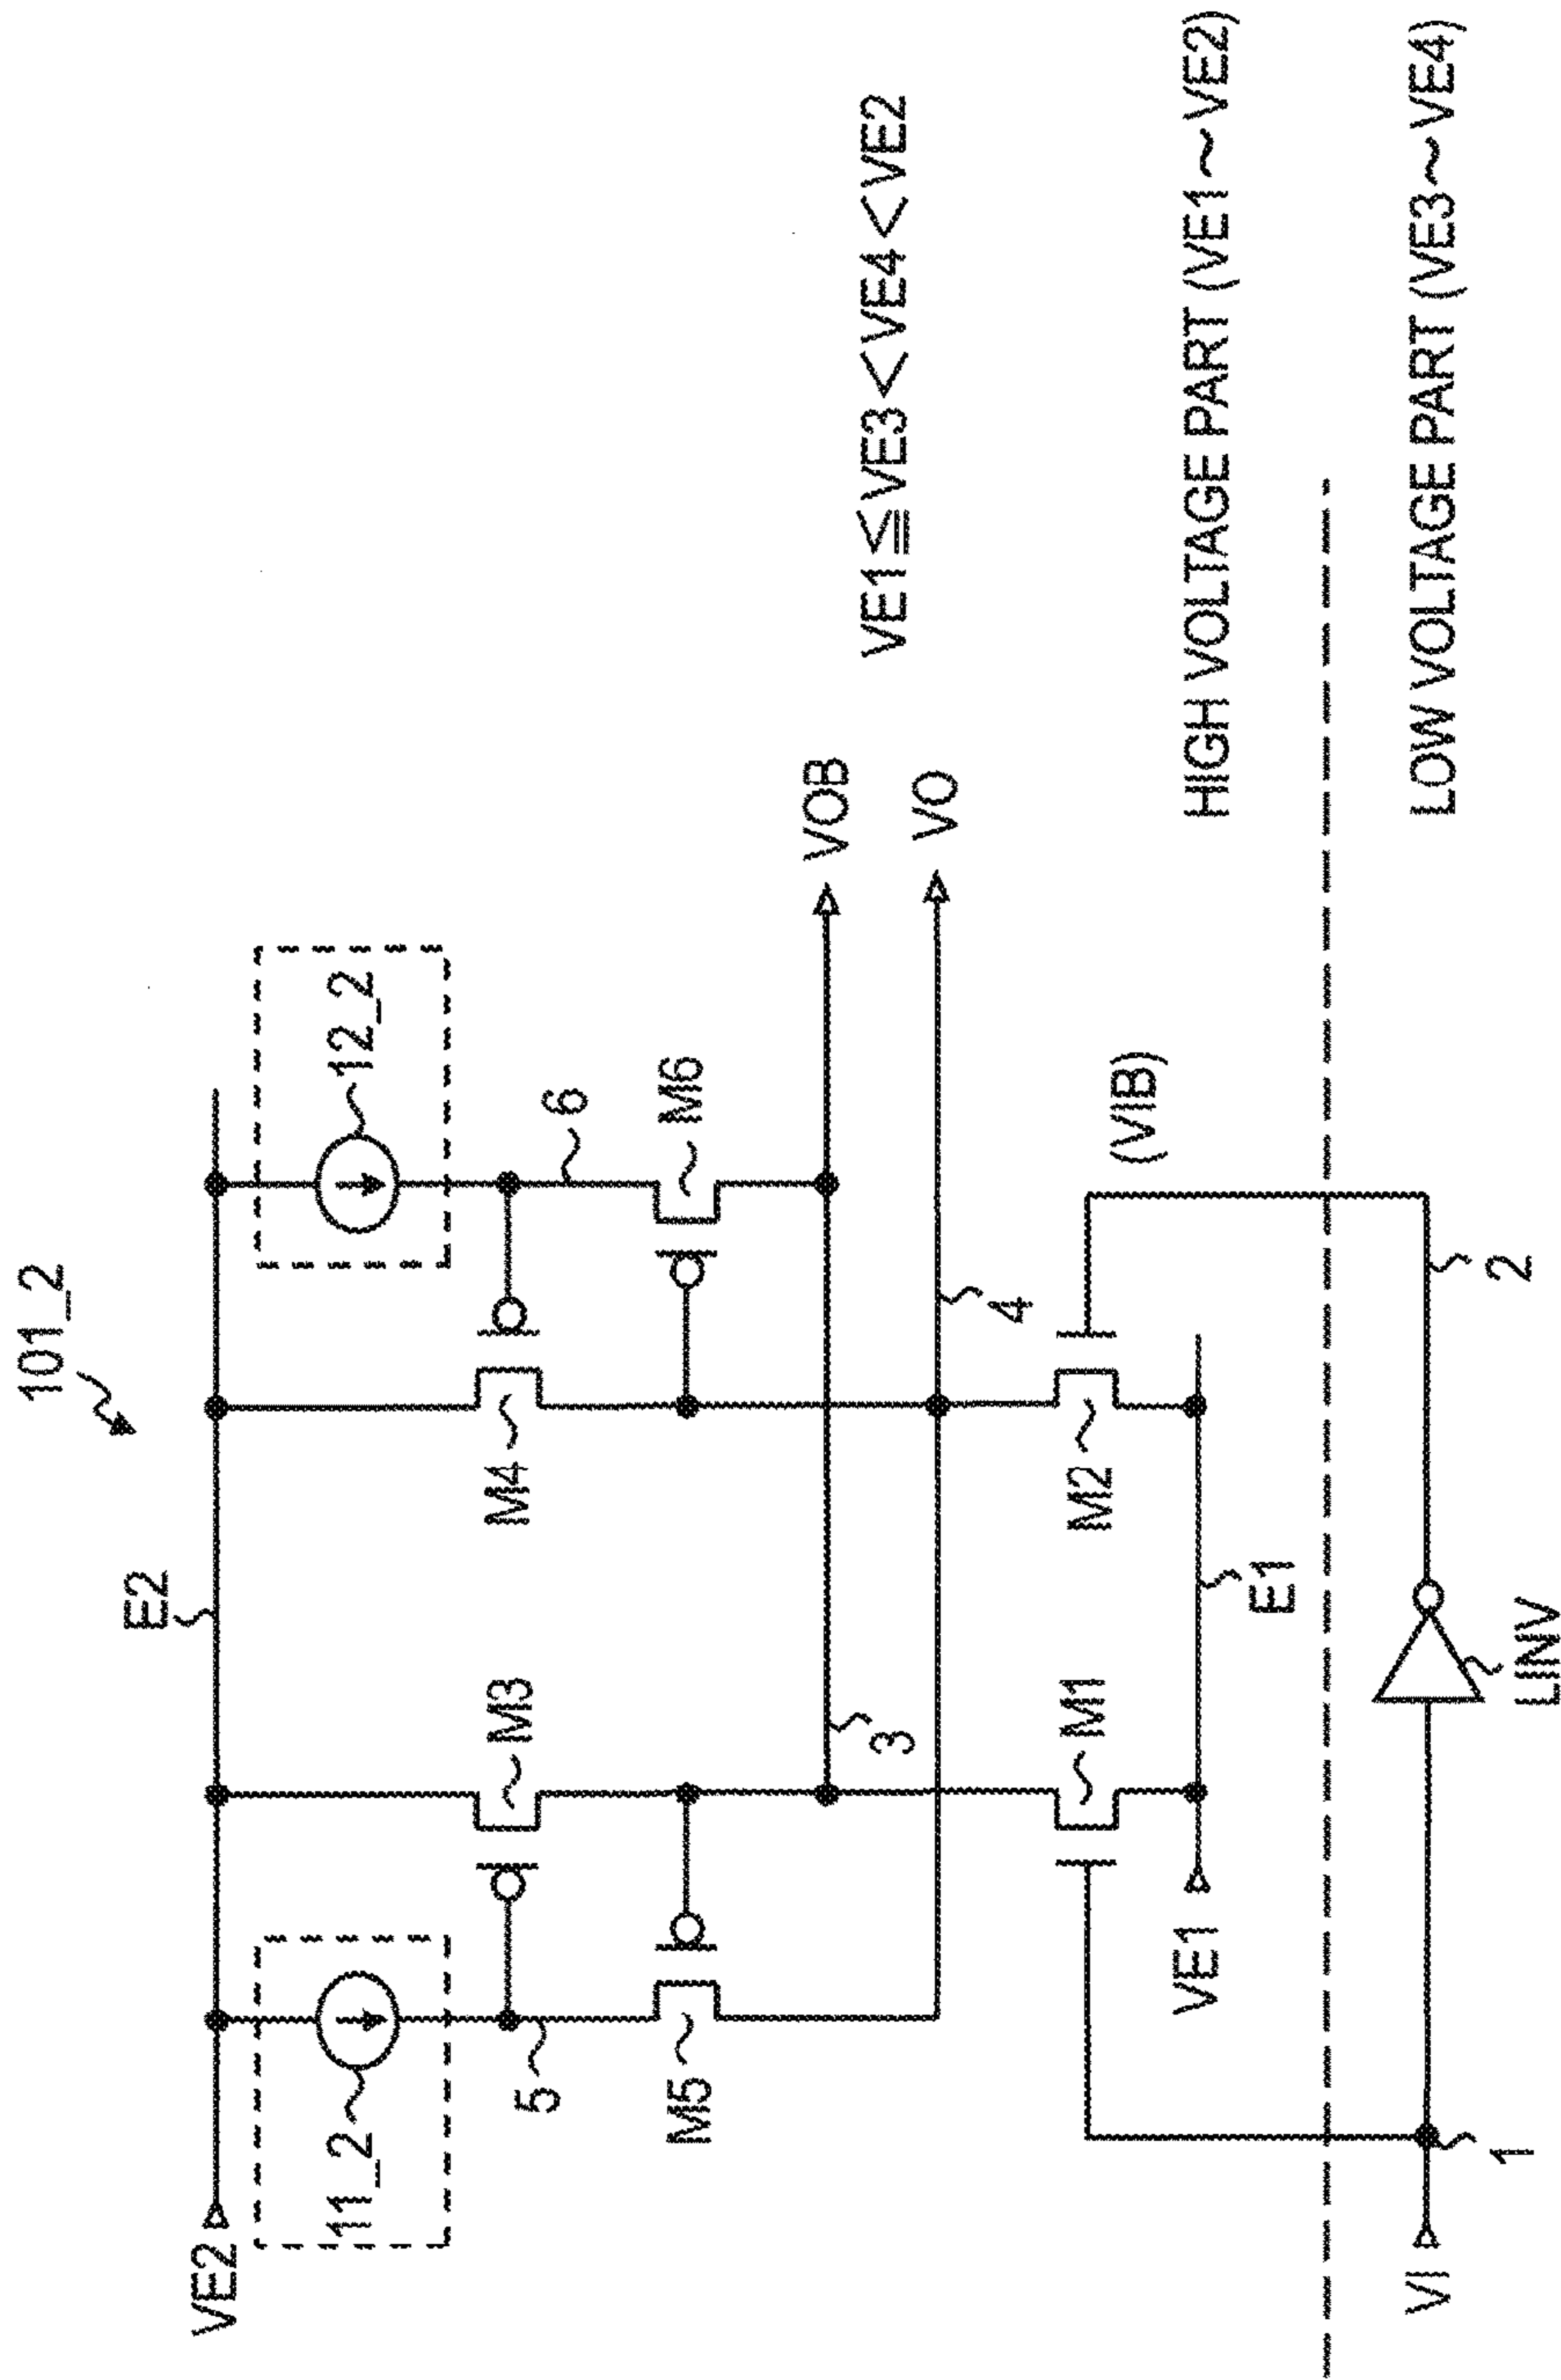 101_2
VE2
E2
11_2
12_2
M3
M4
5
6
M5
M6
VOB
3
VO
4
VE1≦VE3<VE4<VE2
M1
M2
(VIB)
VE1
E1
HIGH VOLTAGE PART (VE1~VE2)
LOW VOLTAGE PART (VE3~VE4)
VI
1
LINV
2